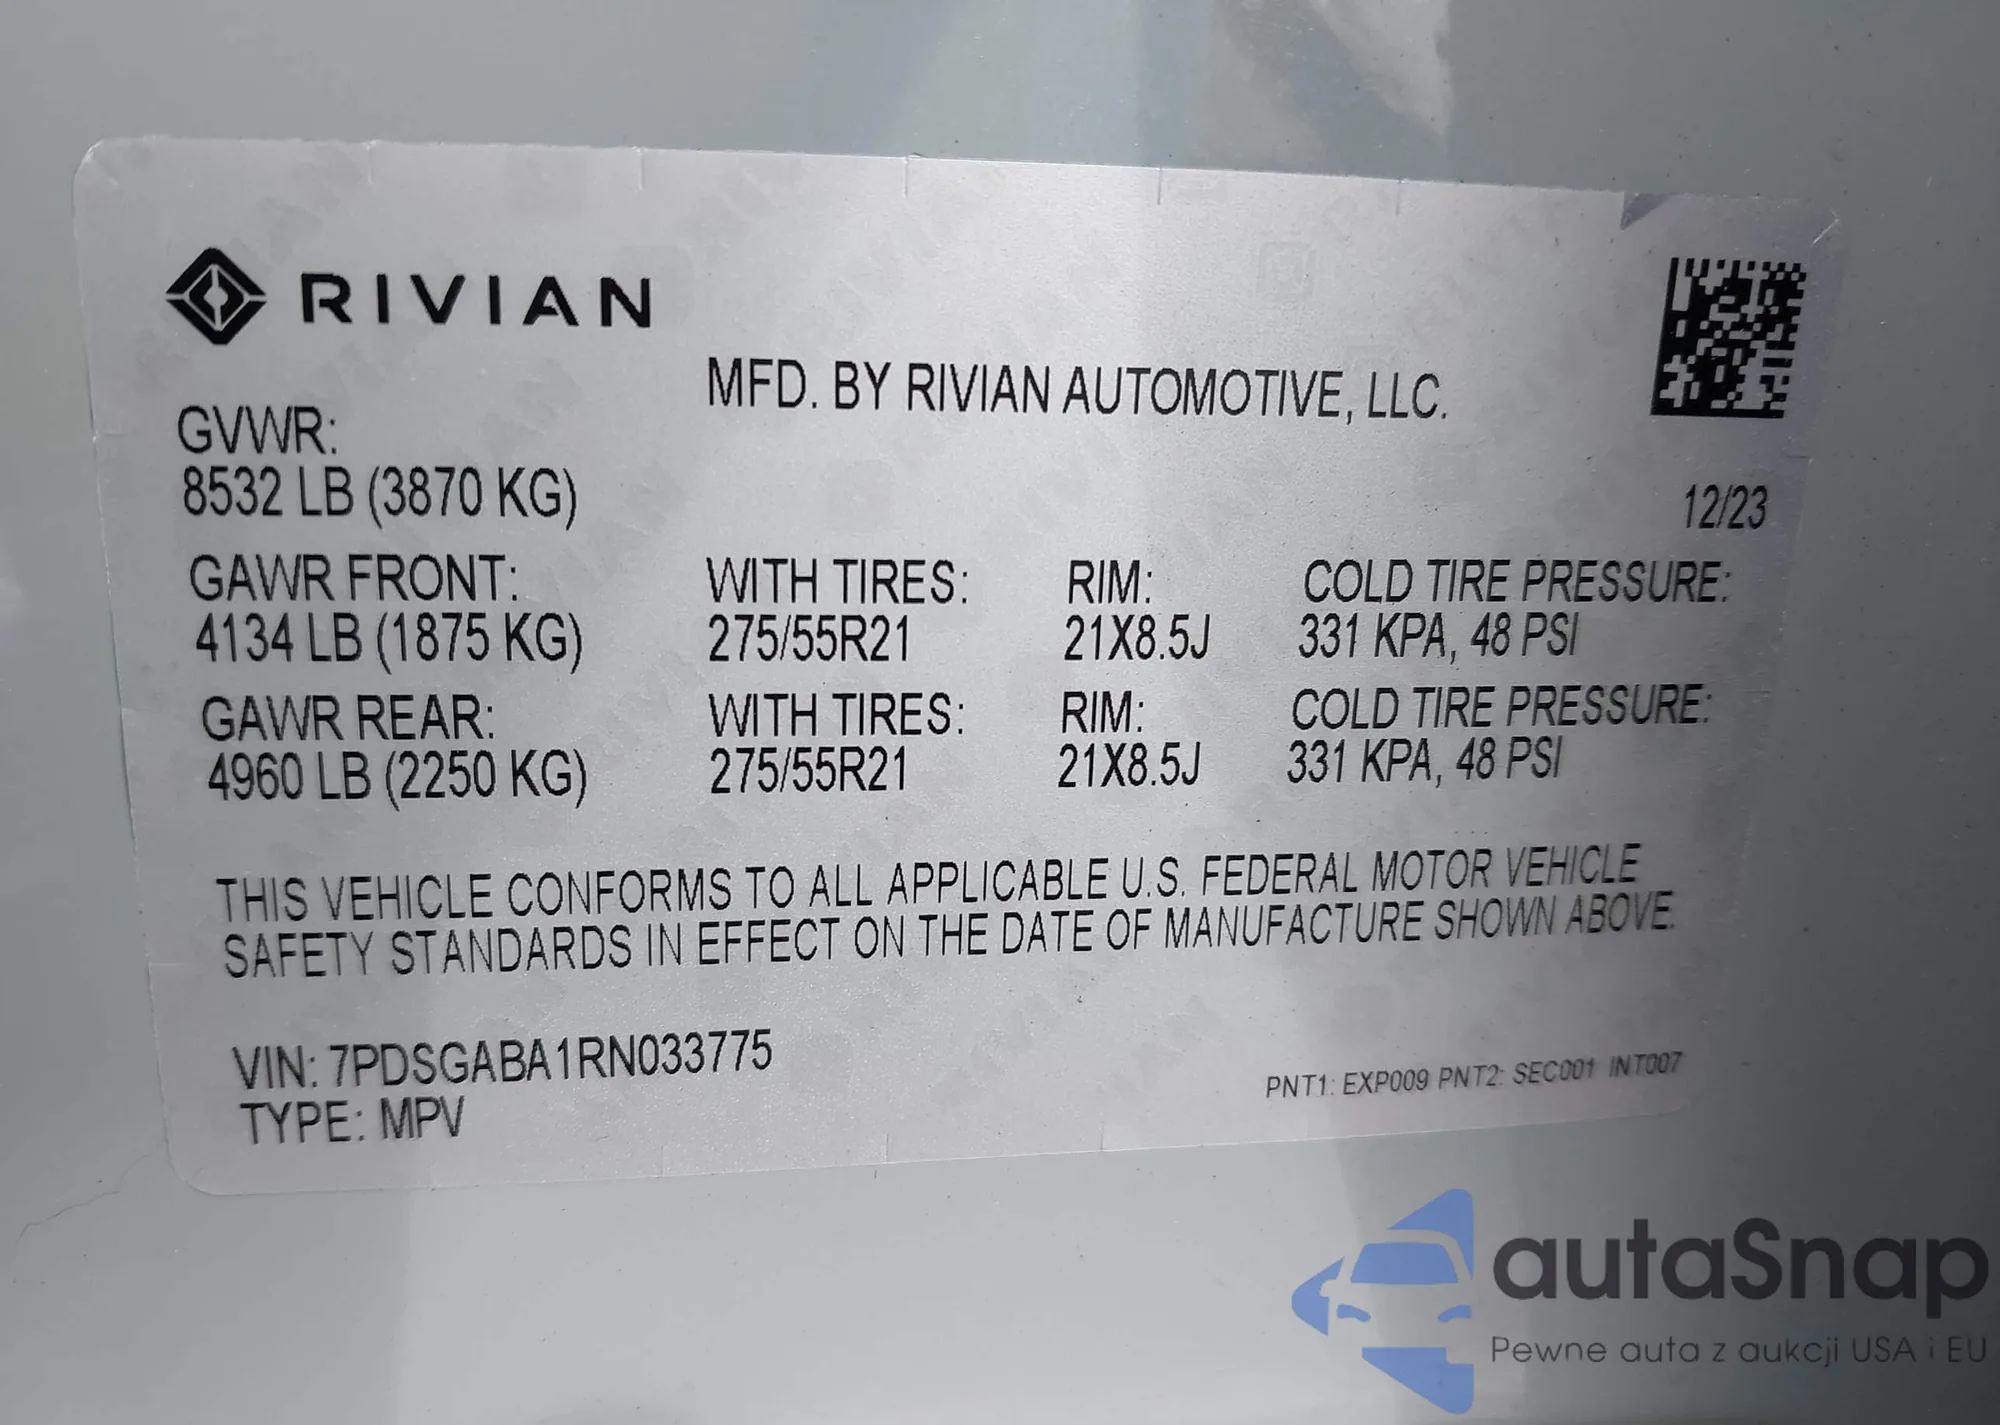 RIVIAN
MFD. BY RIVIAN AUTOMOTIVE, LLC.
GVWR:
8532 LB (3870 KG)
12/23
GAWR FRONT: WITH TIRES: RIM: COLD TIRE PRESSURE:
4134 LB (1875 KG) 275/55R21 21X8.5J 331 KPA, 48 PSI
GAWR REAR: WITH TIRES: RIM: COLD TIRE PRESSURE:
4960 LB (2250 KG) 275/55R21 21X8.5J 331 KPA, 48 PSI
THIS VEHICLE CONFORMS TO ALL APPLICABLE U.S. FEDERAL MOTOR VEHICLE
SAFETY STANDARDS IN EFFECT ON THE DATE OF MANUFACTURE SHOWN ABOVE.
VIN: 7PDSGABA1RN033775
TYPE: MPV
PNT1: EXP009 PNT2: SEC001 INT007
autaSnap
Pewne auta z aukcji USA i EU